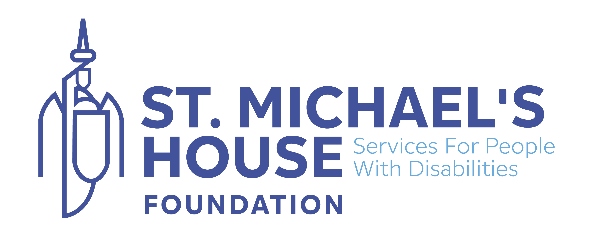 ST. MICHAEL'S
HOUSE
Services For People
With Disabilities
FOUNDATION